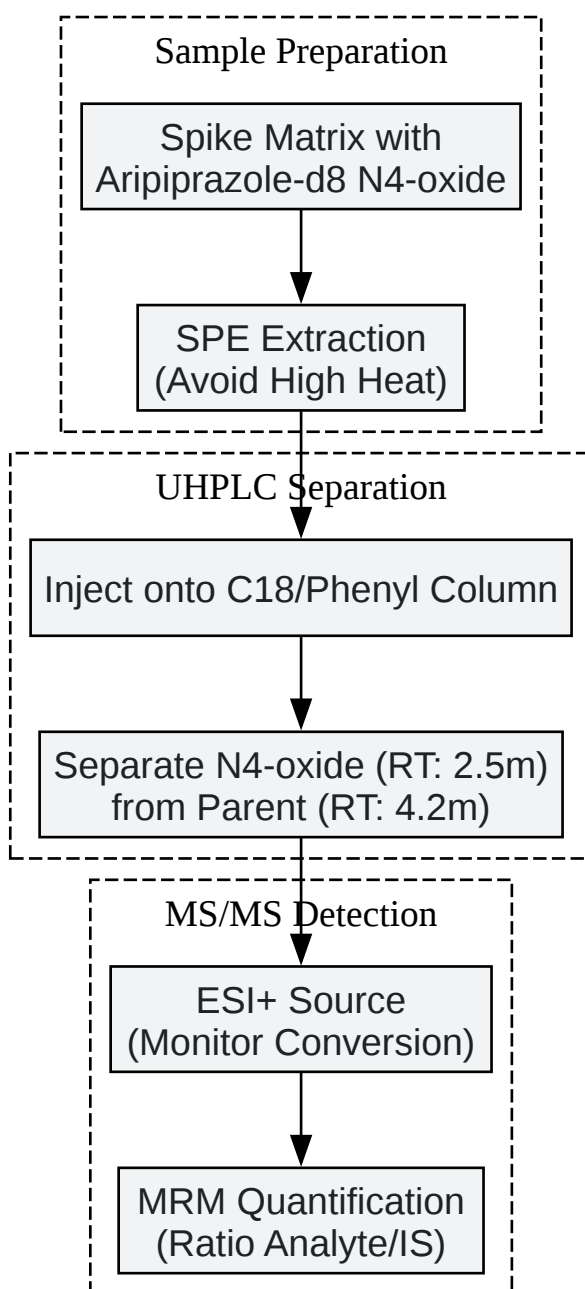 Sample Preparation
Spike Matrix with
Aripiprazole-d8 N4-oxide
SPE Extraction
(Avoid High Heat)
UHPLC Separation
Inject onto C18/Phenyl Column
Separate N4-oxide (RT: 2.5m)
from Parent (RT: 4.2m)
MS/MS Detection
ESI+ Source
(Monitor Conversion)
MRM Quantification
(Ratio Analyte/IS)